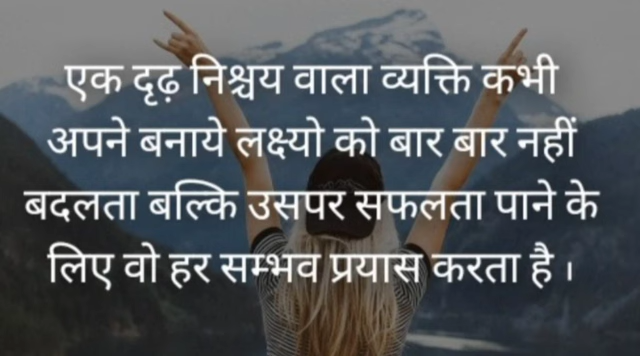 एक दृढ़ निश्चय वाला व्यक्ति कभी
अपने बनाये लक्ष्यो को बार बार नहीं
बदलता बल्कि उसपर सफलता पाने के
लिए वो हर सम्भव प्रयास करता है ।